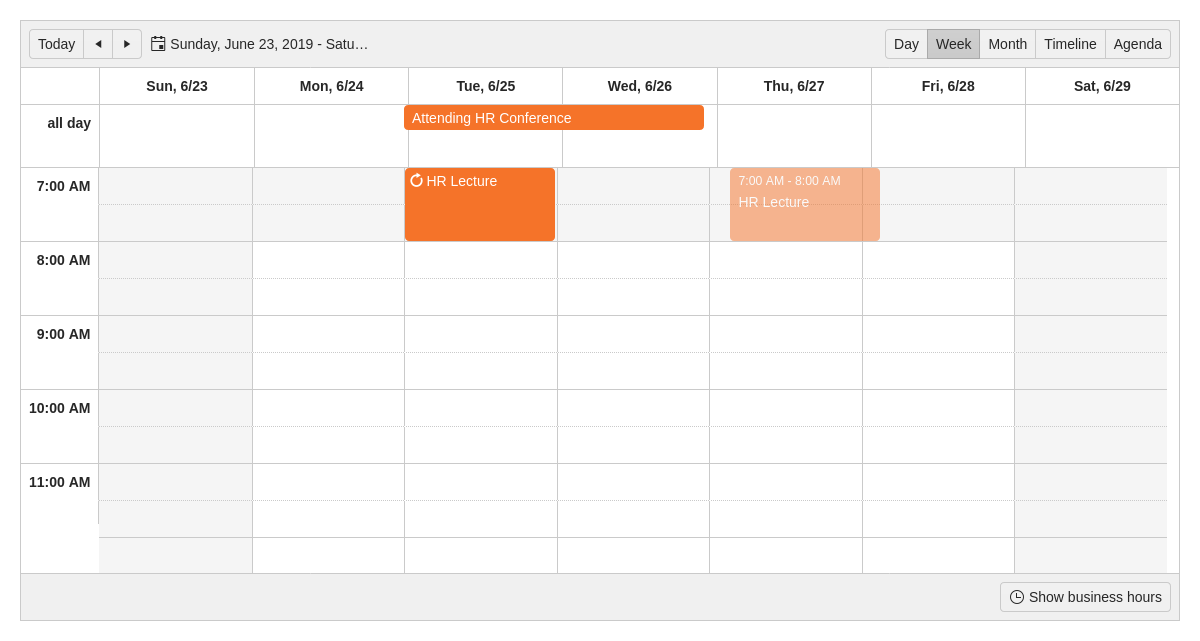 Today Sunday, June 23, 2019 - Satu… Day Week Month Timeline Agenda
Sun, 6/23 Mon, 6/24 Tue, 6/25 Wed, 6/26 Thu, 6/27 Fri, 6/28 Sat, 6/29
all day Attending HR Conference
7:00 AM HR Lecture 7:00 AM - 8:00 AM
HR Lecture
8:00 AM
9:00 AM
10:00 AM
11:00 AM
Show business hours